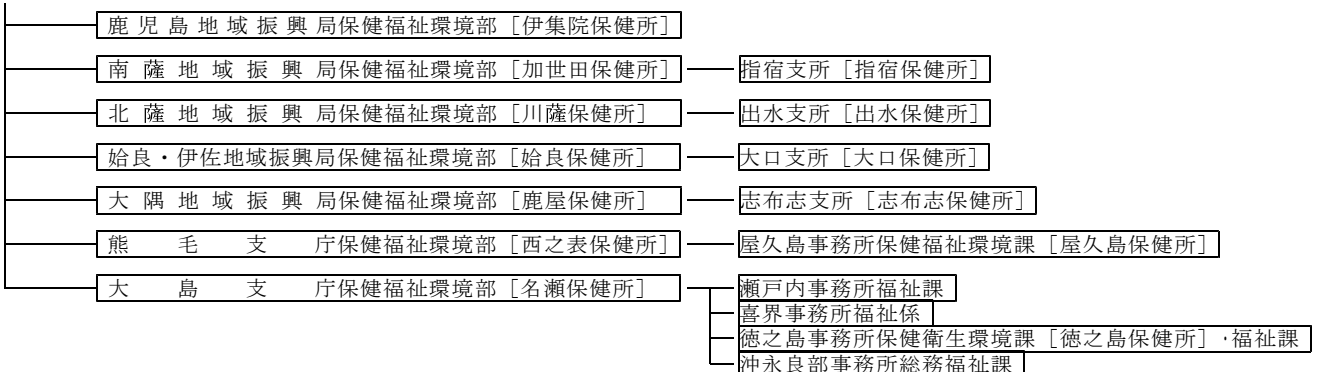 鹿児島地域振興局保健福祉環境部［伊集院保健所］
南薩地域振興局保健福祉環境部［加世田保健所］ 指宿支所［指宿保健所］
北薩地域振興局保健福祉環境部［川薩保健所］ 出水支所［出水保健所］
姶良・伊佐地域振興局保健福祉環境部［姶良保健所］ 大口支所［大口保健所］
大隅地域振興局保健福祉環境部［鹿屋保健所］ 志布志支所［志布志保健所］
熊毛支庁保健福祉環境部［西之表保健所］ 屋久島事務所保健福祉環境課［屋久島保健所］
大島支庁保健福祉環境部［名瀬保健所］ 瀬戸内事務所福祉課
喜界事務所福祉係
徳之島事務所保健衛生環境課［徳之島保健所］・福祉課
沖永良部事務所総務福祉課